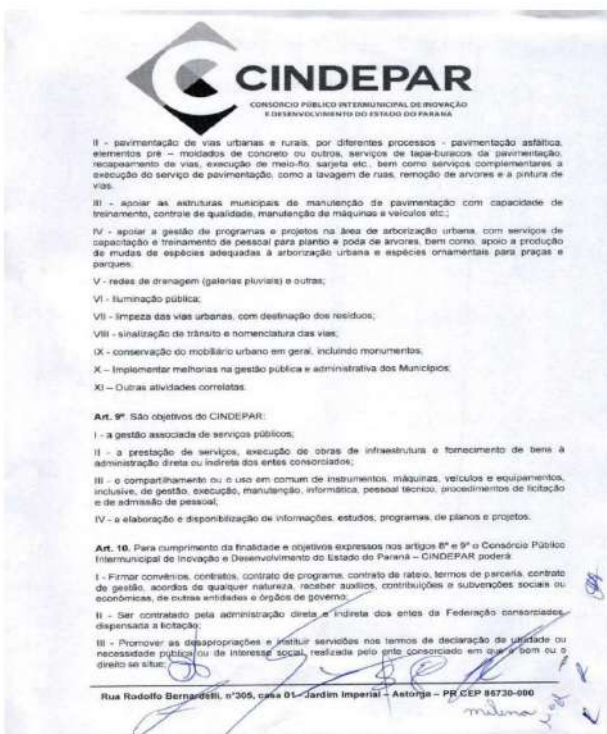 CINDEPAR
CONSÓRCIO PÚBLICO INTERMUNICIPAL DE INOVAÇÃO
E DESENVOLVIMENTO DO ESTADO DO PARANÁ
II - pavimentação de vias urbanas e rurais, por diferentes processos - pavimentação asfáltica,
elementos pré – moldados de concreto ou outros, serviços de tapa-buracos da pavimentação,
recapeamento de vias, execução de meio-fio, sarjeta etc., bem como serviços complementares a
execução do serviço de pavimentação, como a lavagem de ruas, remoção de arvores e a pintura de
vias.
III - apoiar as estruturas municipais de manutenção de pavimentação com capacidade de
treinamento, controle de qualidade, manutenção de máquinas e veículos etc.;
IV - apoiar a gestão de programas e projetos na área de arborização urbana, com serviços de
capacitação e treinamento de pessoal para plantio e poda de arvores, bem como, apoio a produção
de mudas de espécies adequadas à arborização urbana e espécies ornamentais para praças e
parques.
V - redes de drenagem (galerias pluviais) e outras;
VI - Iluminação pública;
VII - limpeza das vias urbanas, com destinação dos resíduos;
VIII - sinalização de trânsito e nomenclatura das vias;
IX - conservação do mobiliário urbano em geral, incluindo monumentos;
X – Implementar melhorias na gestão pública e administrativa dos Municípios;
XI – Outras atividades correlatas.
Art. 9º. São objetivos do CINDEPAR:
I - a gestão associada de serviços públicos;
II - a prestação de serviços, execução de obras de infraestrutura e fornecimento de bens à
administração direta ou indireta dos entes consorciados;
III - o compartilhamento ou o uso em comum de instrumentos, máquinas, veículos e equipamentos,
inclusive, de gestão, execução, manutenção, informática, pessoal técnico, procedimentos de licitação
e de admissão de pessoal;
IV - a elaboração e disponibilização de informações, estudos, programas, de planos e projetos.
Art. 10. Para cumprimento da finalidade e objetivos expressos nos artigos 8º e 9º o Consórcio Público
Intermunicipal de Inovação e Desenvolvimento do Estado do Paraná – CINDEPAR poderá:
I - Firmar convênios, contratos, contrato de programa, contrato de rateio, termos de parceria, contrato
de gestão, acordos de qualquer natureza, receber auxílios, contribuições e subvenções sociais ou
econômicas, de outras entidades e órgãos de governo;
II - Ser contratado pela administração direta e indireta dos entes da Federação consorciados,
dispensada a licitação;
III - Promover as desapropriações e instituir servidões nos termos de declaração de utilidade ou
necessidade pública ou de interesse social, realizada pelo ente consorciado em que o bem ou o
direito se situe;
Rua Rodolfo Bernardelli, n°305, casa 01- Jardim Imperial – Astorga – PR CEP 86730-000
milena